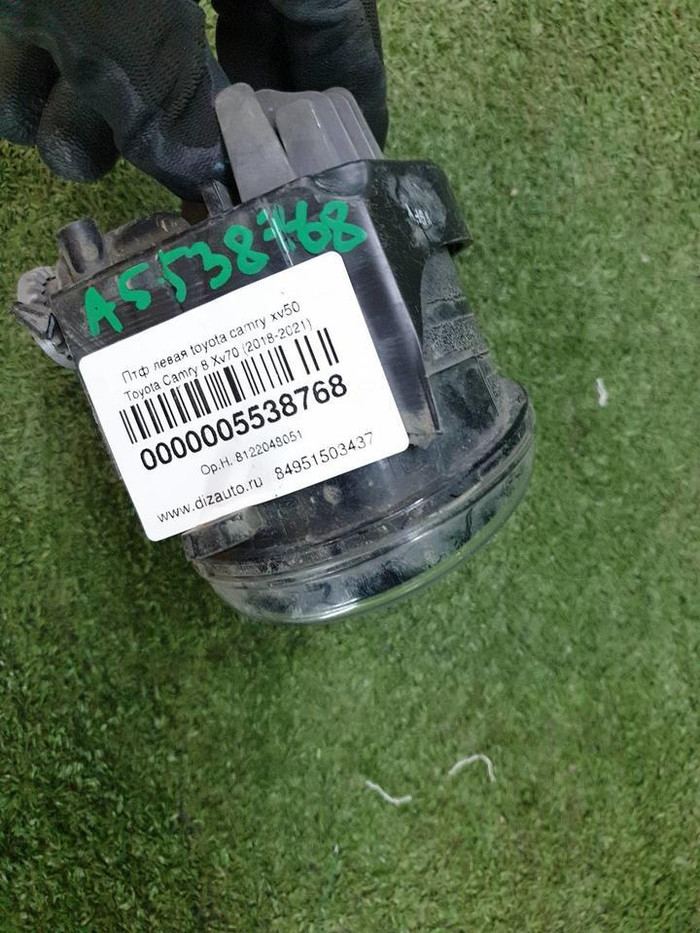 A5538768
Птф левая toyota camry xv50
Toyota Camry 8 Xv70 (2018-2021)
0000005538768
Ор.Н. 8122048051
www.dizauto.ru 84951503437